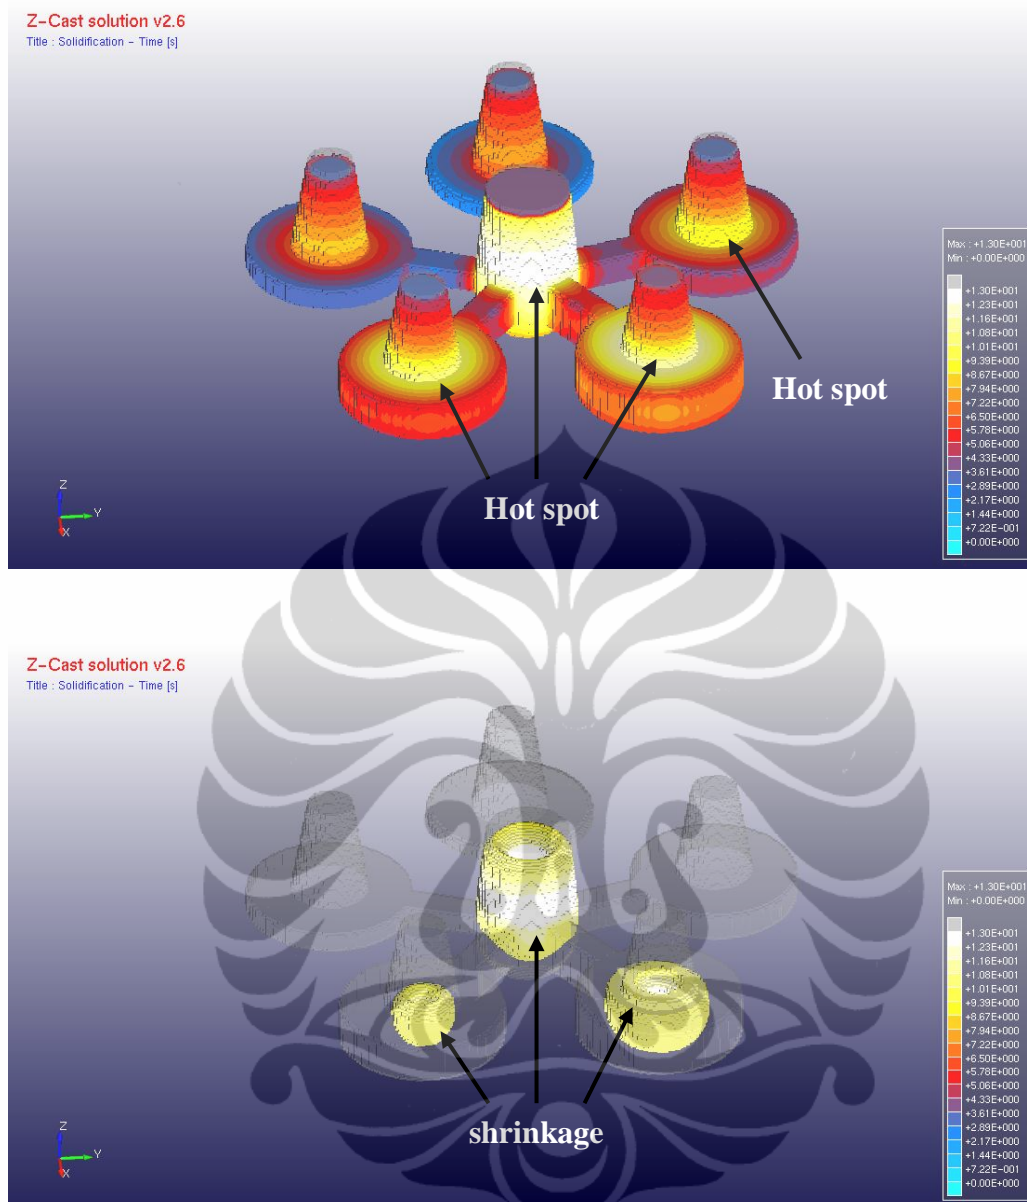 Z-Cast solution v2.6
Title : Solidification - Time [s]
Max : +1.30E+001
Min : +0.00E+000
+1.30E+001
+1.23E+001
+1.16E+001
+1.08E+001
+1.01E+001
+9.39E+000
+8.67E+000
+7.94E+000
+7.22E+000
+6.50E+000
+5.78E+000
+5.06E+000
+4.33E+000
+3.61E+000
+2.89E+000
+2.17E+000
+1.44E+000
+7.22E-001
+0.00E+000
Hot spot
Hot spot
Z
Y
X
Z-Cast solution v2.6
Title : Solidification - Time [s]
Max : +1.30E+001
Min : +0.00E+000
+1.30E+001
+1.23E+001
+1.16E+001
+1.08E+001
+1.01E+001
+9.39E+000
+8.67E+000
+7.94E+000
+7.22E+000
+6.50E+000
+5.78E+000
+5.06E+000
+4.33E+000
+3.61E+000
+2.89E+000
+2.17E+000
+1.44E+000
+7.22E-001
+0.00E+000
shrinkage
Z
Y
X